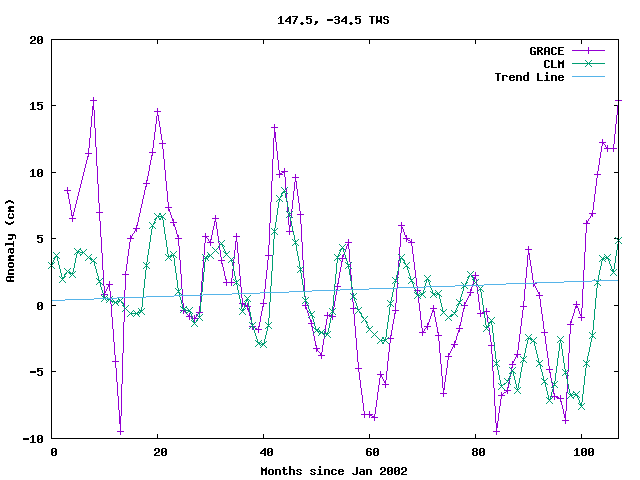 147.5, -34.5 TWS
GRACE
CLM
Trend Line
Anomaly (cm)
20
15
10
5
0
-5
-10
0 20 40 60 80 100
Months since Jan 2002